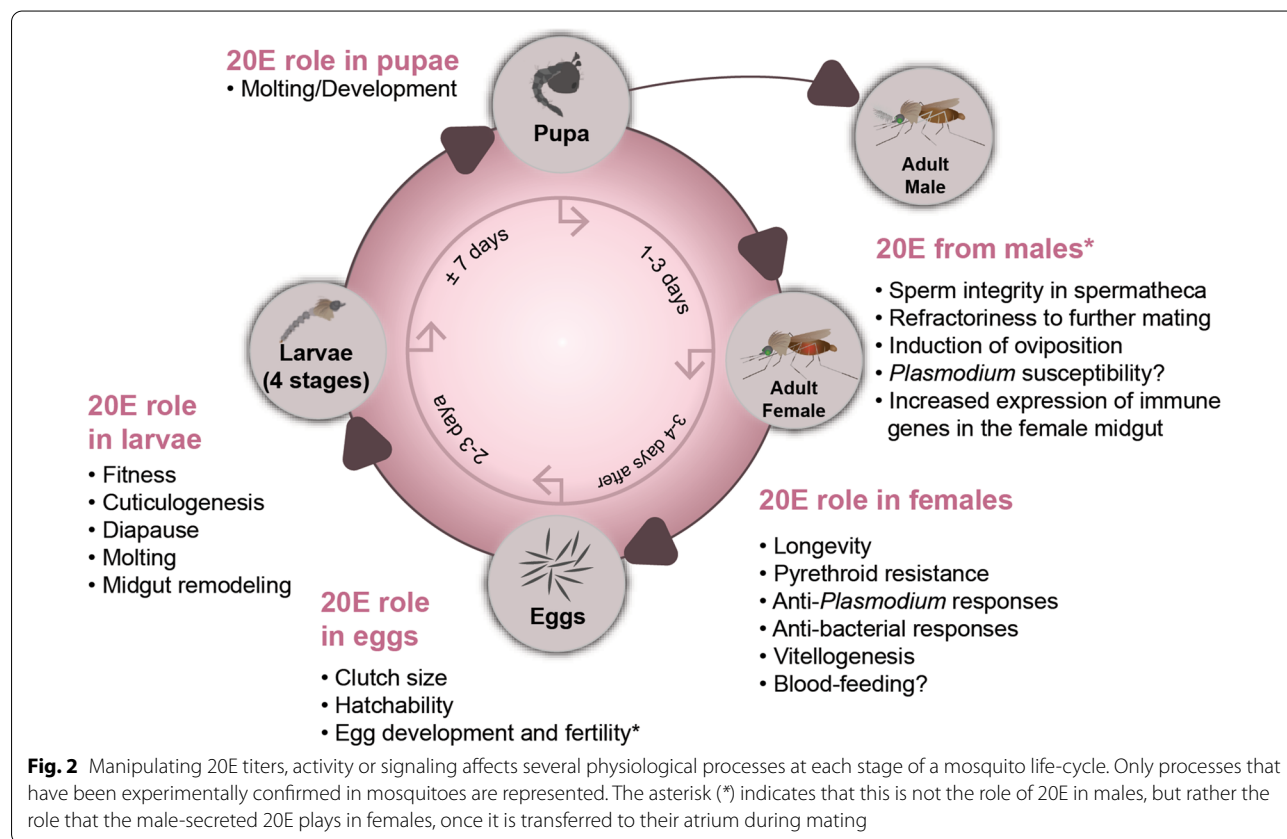 20E role in pupae
• Molting/Development
Pupa
Adult
Male
± 7 days
1-3 days
20E from males*
• Sperm integrity in spermatheca
• Refractoriness to further mating
• Induction of oviposition
• Plasmodium susceptibility?
• Increased expression of immune
genes in the female midgut
Larvae
(4 stages)
Adult
Female
20E role
in larvae
• Fitness
• Cuticulogenesis
• Diapause
• Molting
• Midgut remodeling
2-3 daya
3-4 days after
20E role in females
• Longevity
• Pyrethroid resistance
• Anti-Plasmodium responses
• Anti-bacterial responses
• Vitellogenesis
• Blood-feeding?
Eggs
20E role
in eggs
• Clutch size
• Hatchability
• Egg development and fertility*
Fig. 2 Manipulating 20E titers, activity or signaling affects several physiological processes at each stage of a mosquito life-cycle. Only processes that
have been experimentally confirmed in mosquitoes are represented. The asterisk (*) indicates that this is not the role of 20E in males, but rather the
role that the male-secreted 20E plays in females, once it is transferred to their atrium during mating